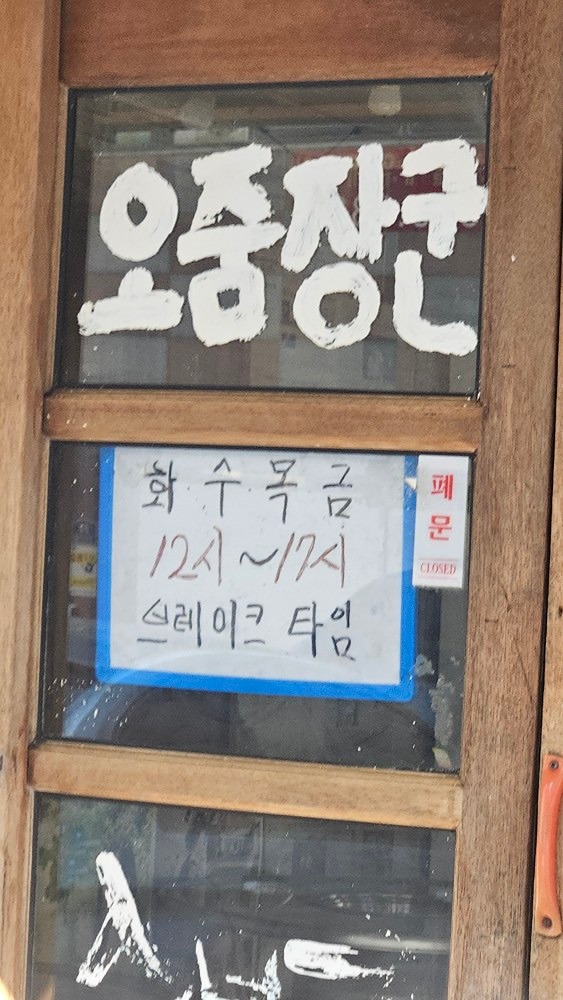 오줌장군
화 수 목 금
12시~17시
브레이크 타임
폐
문
CLOSED